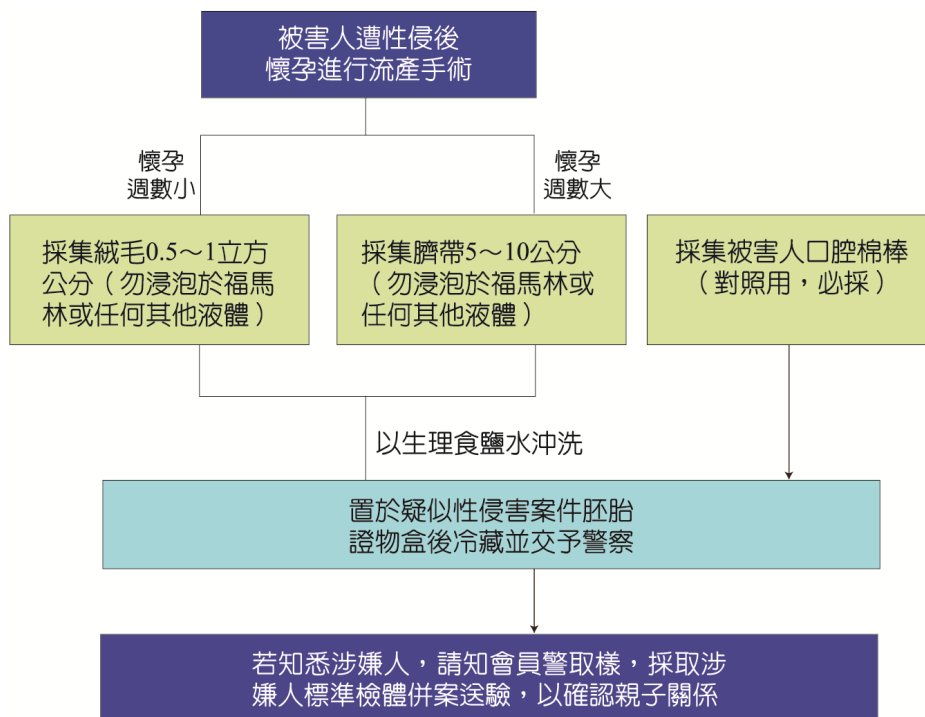 被害人遭性侵後
懷孕進行流產手術
懷孕
週數小
懷孕
週數大
採集絨毛0.5～1立方
公分（勿浸泡於福馬
林或任何其他液體）
採集臍帶5～10公分
（勿浸泡於福馬林或
任何其他液體）
採集被害人口腔棉棒
（對照用，必採）
以生理食鹽水沖洗
置於疑似性侵害案件胚胎
證物盒後冷藏並交予警察
若知悉涉嫌人，請知會員警取樣，採取涉
嫌人標準檢體併案送驗，以確認親子關係